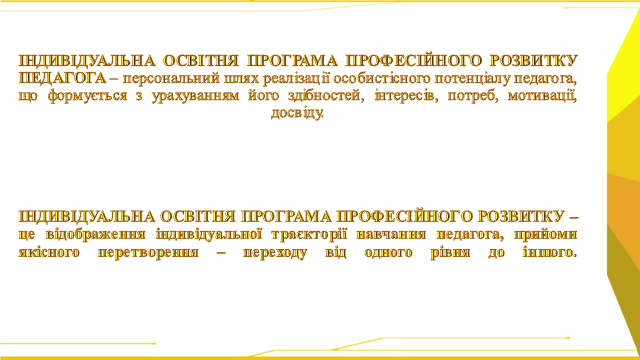 ІНДИВІДУАЛЬНА ОСВІТНЯ ПРОГРАМА ПРОФЕСІЙНОГО РОЗВИТКУ
ПЕДАГОГА – персональний шлях реалізації особистісного потенціалу педагога,
що формується з урахуванням його здібностей, інтересів, потреб, мотивації,
досвіду.
ІНДИВІДУАЛЬНА ОСВІТНЯ ПРОГРАМА ПРОФЕСІЙНОГО РОЗВИТКУ –
це відображення індивідуальної траєкторії навчання педагога, прийоми
якісного перетворення – переходу від одного рівня до іншого.